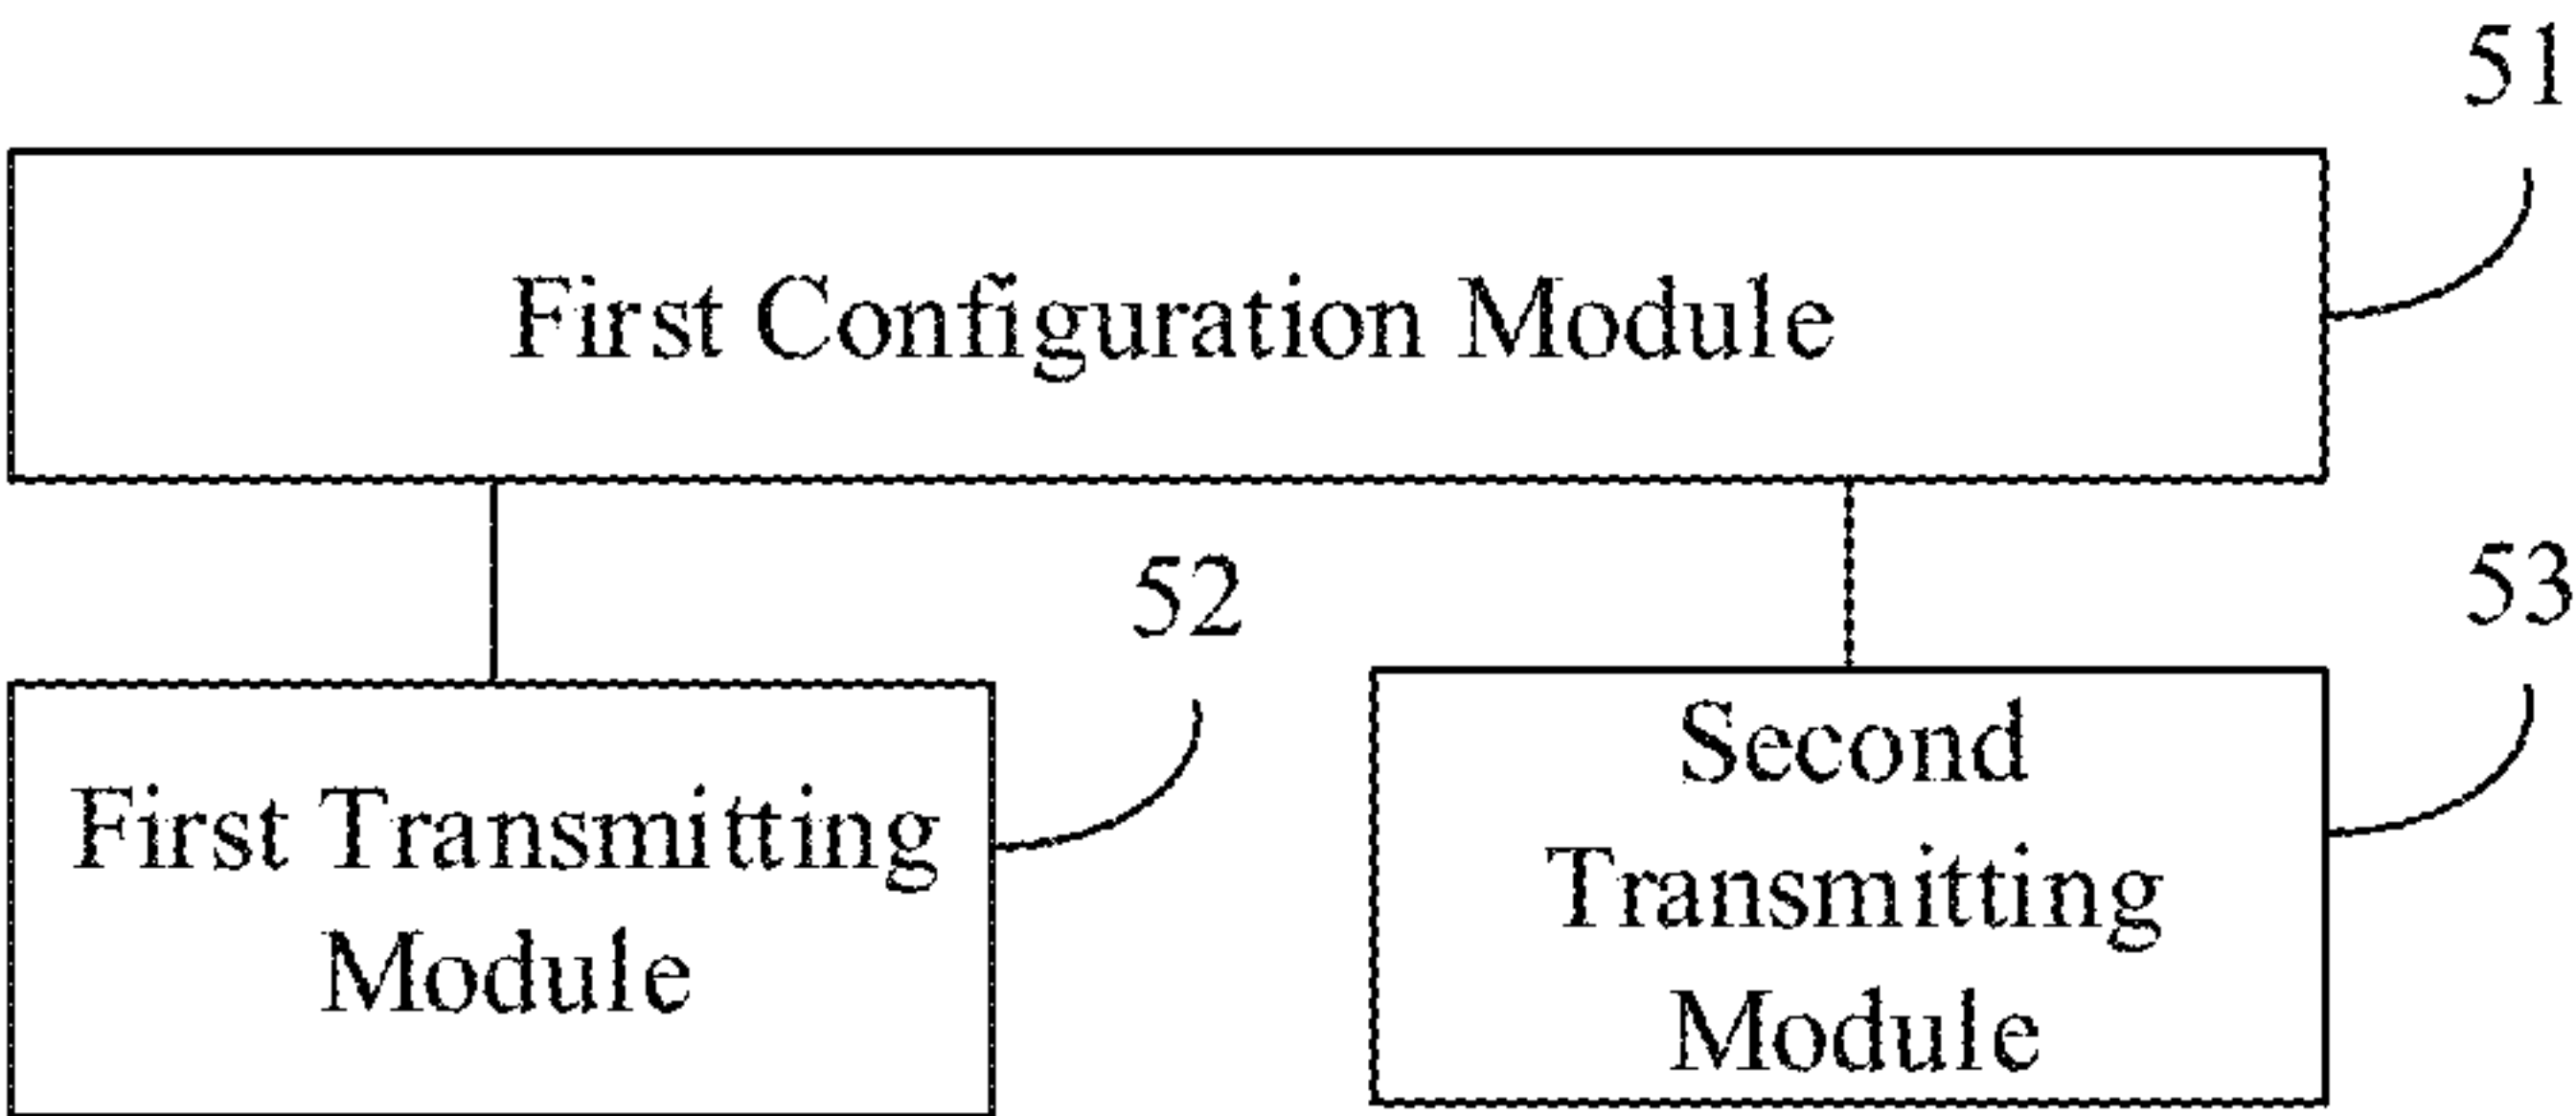 51
First Configuration Module
52
53
First Transmitting
Module
Second
Transmitting
Module